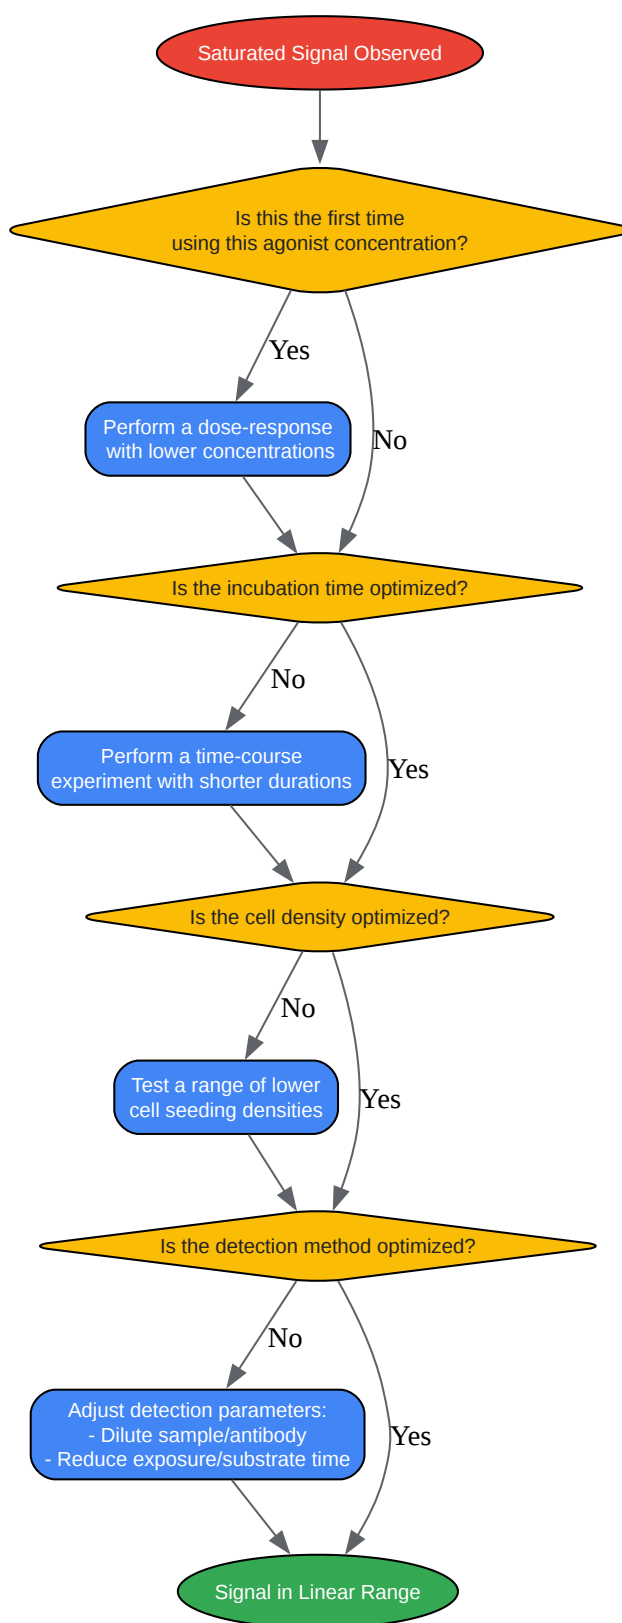 Saturated Signal Observed
Is this the first time
using this agonist concentration?
Yes
Perform a dose-response
with lower concentrations
No
Is the incubation time optimized?
No
Perform a time-course
experiment with shorter durations
Yes
Is the cell density optimized?
No
Test a range of lower
cell seeding densities
Yes
Is the detection method optimized?
No
Adjust detection parameters:
- Dilute sample/antibody
- Reduce exposure/substrate time
Yes
Signal in Linear Range